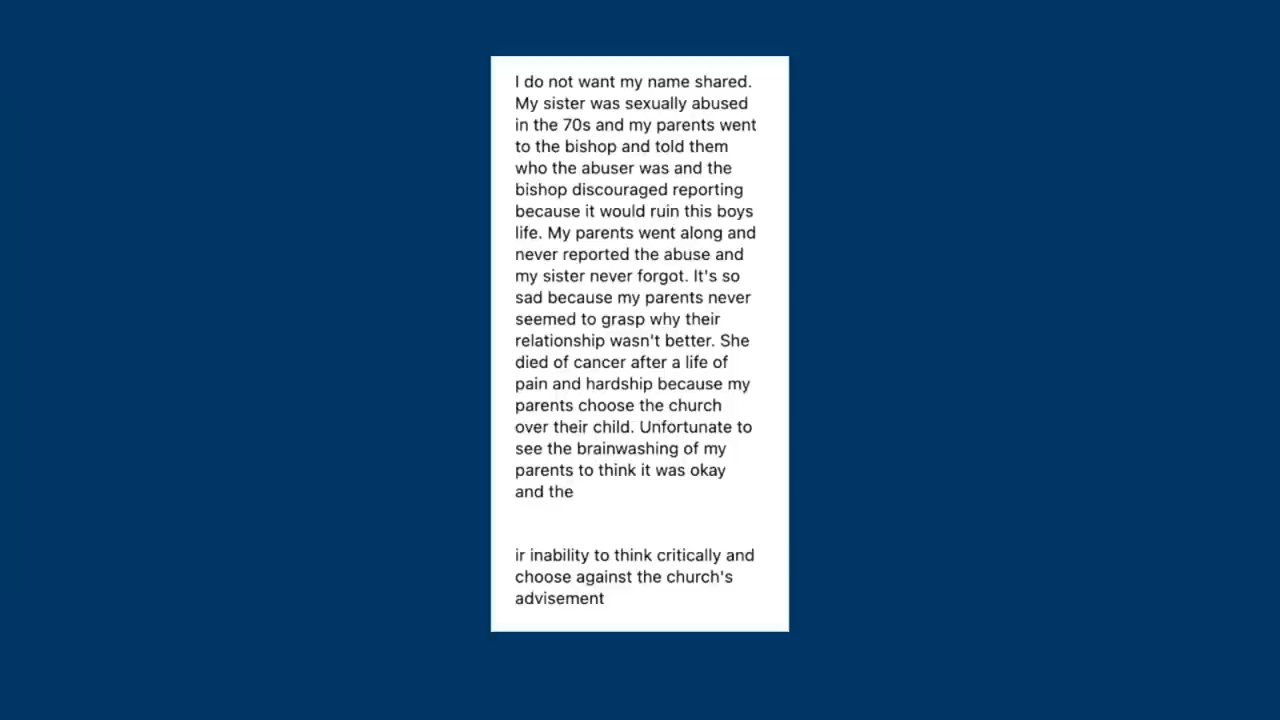 I do not want my name shared.
My sister was sexually abused
in the 70s and my parents went
to the bishop and told them
who the abuser was and the
bishop discouraged reporting
because it would ruin this boys
life. My parents went along and
never reported the abuse and
my sister never forgot. It's so
sad because my parents never
seemed to grasp why their
relationship wasn't better. She
died of cancer after a life of
pain and hardship because my
parents choose the church
over their child. Unfortunate to
see the brainwashing of my
parents to think it was okay
and the
ir inability to think critically and
choose against the church's
advisement